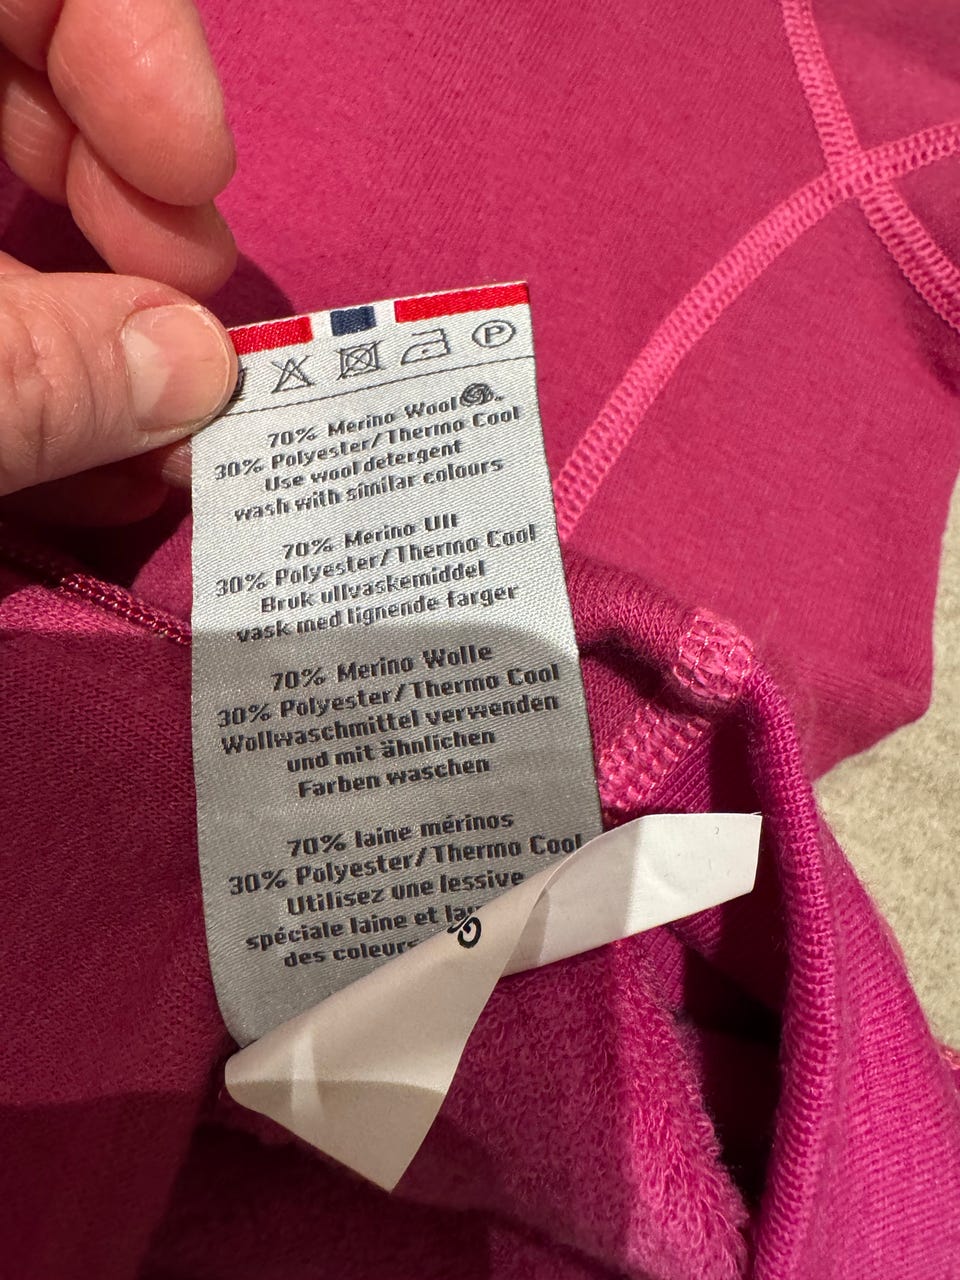 P
70% Merino Wool
30% Polyester/Thermo Cool
Use wool detergent
wash with similar colours
70% Merino Ull
30% Polyester/Thermo Cool
Bruk ullvaskemiddel
vask med lignende farger
70% Merino Wolle
30% Polyester/Thermo Cool
Wollwaschmittel verwenden
und mit ähnlichen
Farben waschen
70% laine mérinos
30% Polyester/Thermo Cool
Utilisez une lessive
spéciale laine et
des couleurs